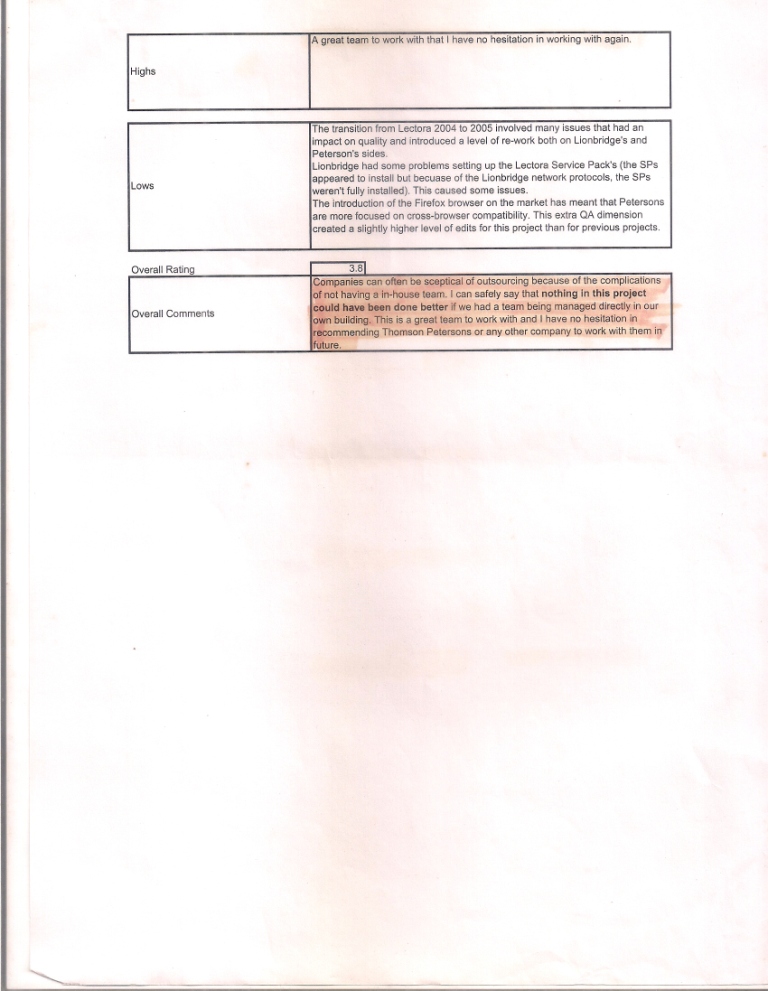 A great team to work with that I have no hesitation in working with again.
Highs
The transition from Lectora 2004 to 2005 involved many issues that had an
impact on quality and introduced a level of re-work both on Lionbridge's and
Peterson's sides.
Lionbridge had some problems setting up the Lectora Service Pack's (the SPs
appeared to install but becuase of the Lionbridge network protocols, the SPs
Lows
weren't fully installed). This caused some issues.
The introduction of the Firefox browser on the market has meant that Petersons
are more focused on cross-browser compatibility. This extra QA dimension
created a slightly higher level of edits for this project than for previous projects.
Overall Rating 3.8
Companies can often be sceptical of outsourcing because of the complications
of not having a in-house team. I can safely say that nothing in this project
could have been done better if we had a team being managed directly in our
Overall Comments
own building. This is a great team to work with and I have no hesitation in
recommending Thomson Petersons or any other company to work with them in
future.